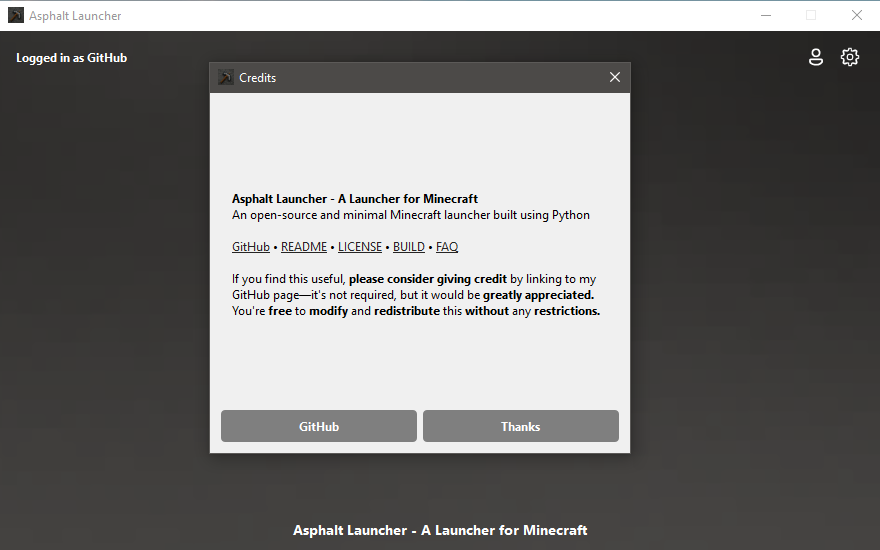 Asphalt Launcher
Logged in as GitHub
Credits
Asphalt Launcher - A Launcher for Minecraft
An open-source and minimal Minecraft launcher built using Python
GitHub • README • LICENSE • BUILD • FAQ
If you find this useful, please consider giving credit by linking to my
GitHub page—it's not required, but it would be greatly appreciated.
You're free to modify and redistribute this without any restrictions.
GitHub
Thanks
Asphalt Launcher - A Launcher for Minecraft